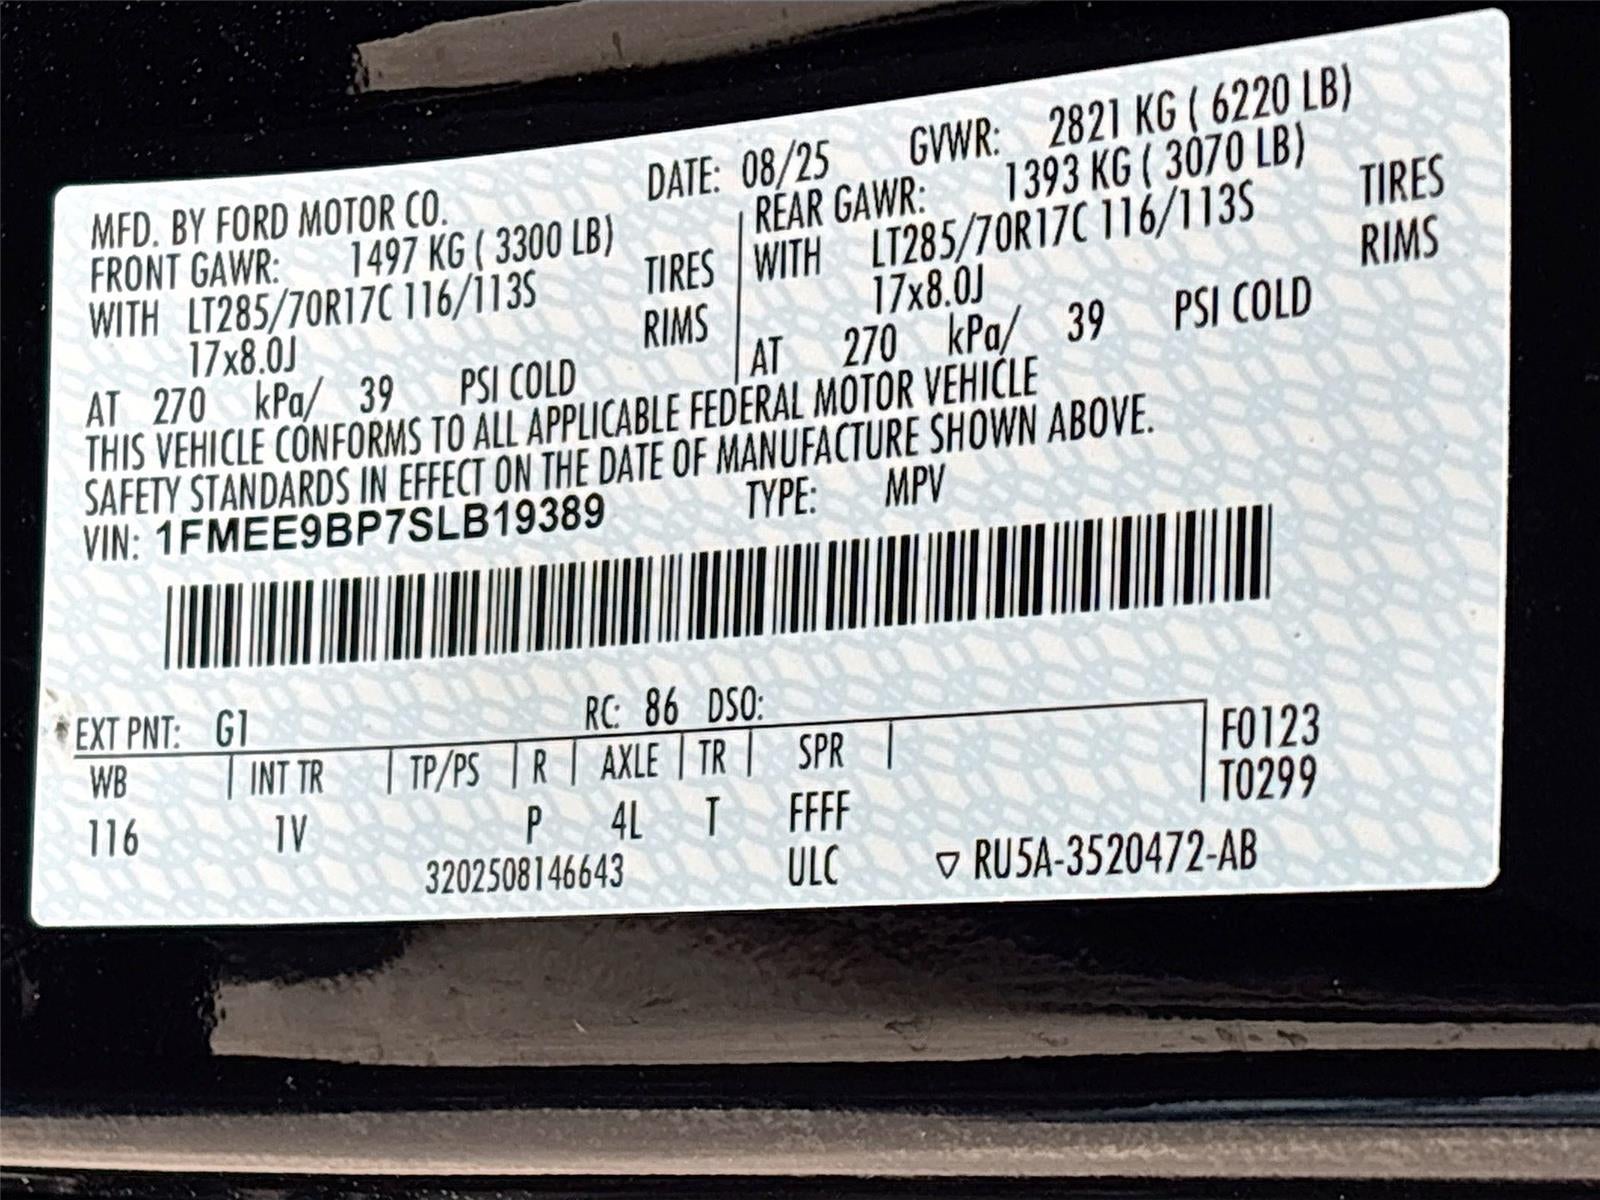 MFD. BY FORD MOTOR CO. DATE: 08/25 GVWR: 2821 KG ( 6220 LB)
FRONT GAWR: 1497 KG ( 3300 LB) REAR GAWR: 1393 KG ( 3070 LB)
WITH LT285/70R17C 116/113S TIRES WITH LT285/70R17C 116/113S TIRES
17x8.0J RIMS 17x8.0J RIMS
AT 270 kPa/ 39 PSI COLD AT 270 kPa/ 39 PSI COLD
THIS VEHICLE CONFORMS TO ALL APPLICABLE FEDERAL MOTOR VEHICLE
SAFETY STANDARDS IN EFFECT ON THE DATE OF MANUFACTURE SHOWN ABOVE.
VIN: 1FMEE9BP7SLB19389 TYPE: MPV
EXT PNT: G1 RC: 86 DSO: F0123
WB INT TR TP/PS R AXLE TR SPR T0299
116 1V P 4L T FFFF
3202508146643 ULC ▽ RU5A-3520472-AB